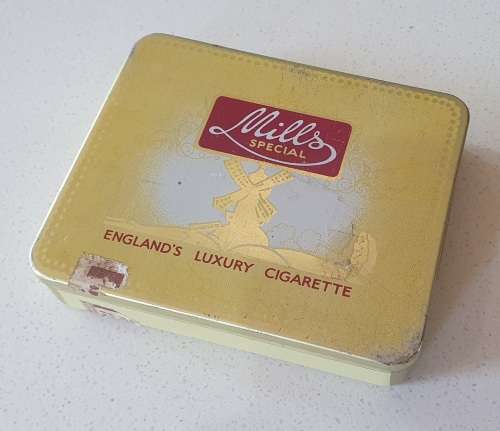 Mills
SPECIAL
ENGLAND'S LUXURY CIGARETTE